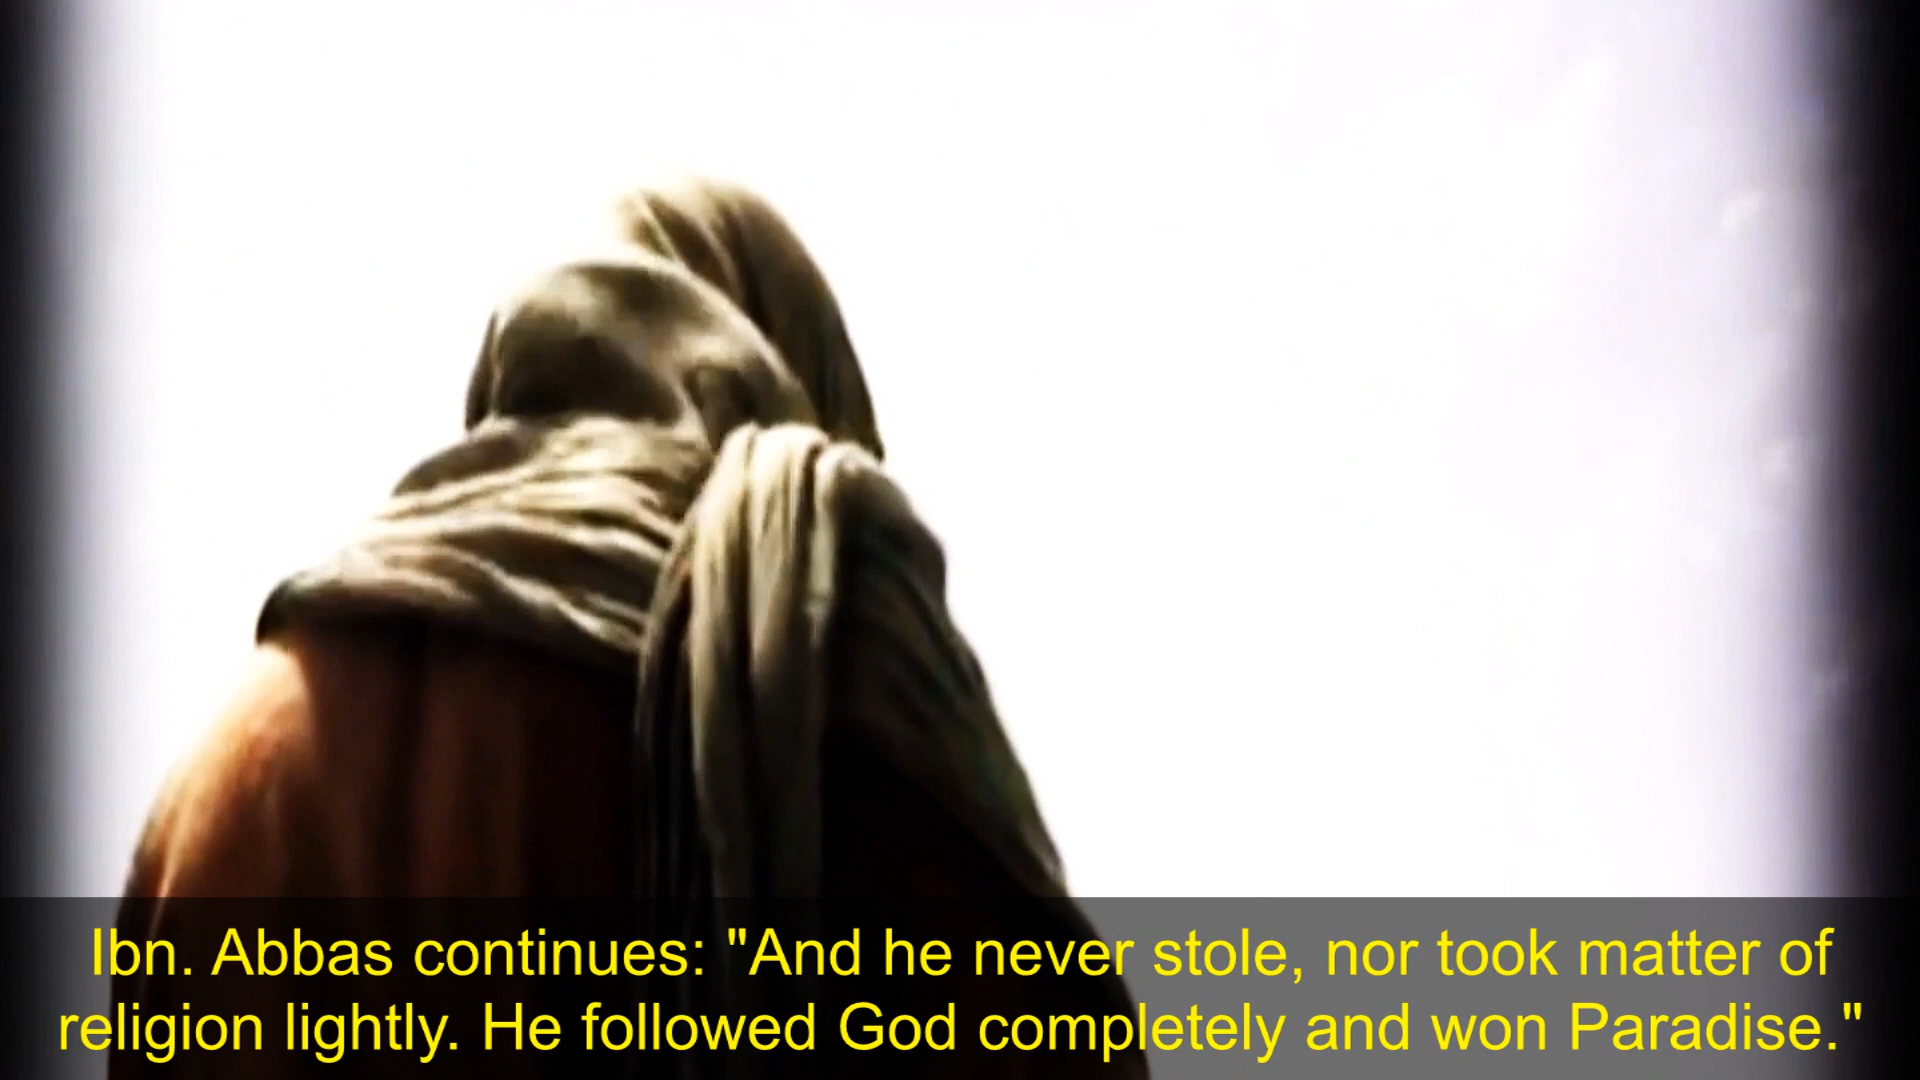 Ibn. Abbas continues: "And he never stole, nor took matter of
religion lightly. He followed God completely and won Paradise."